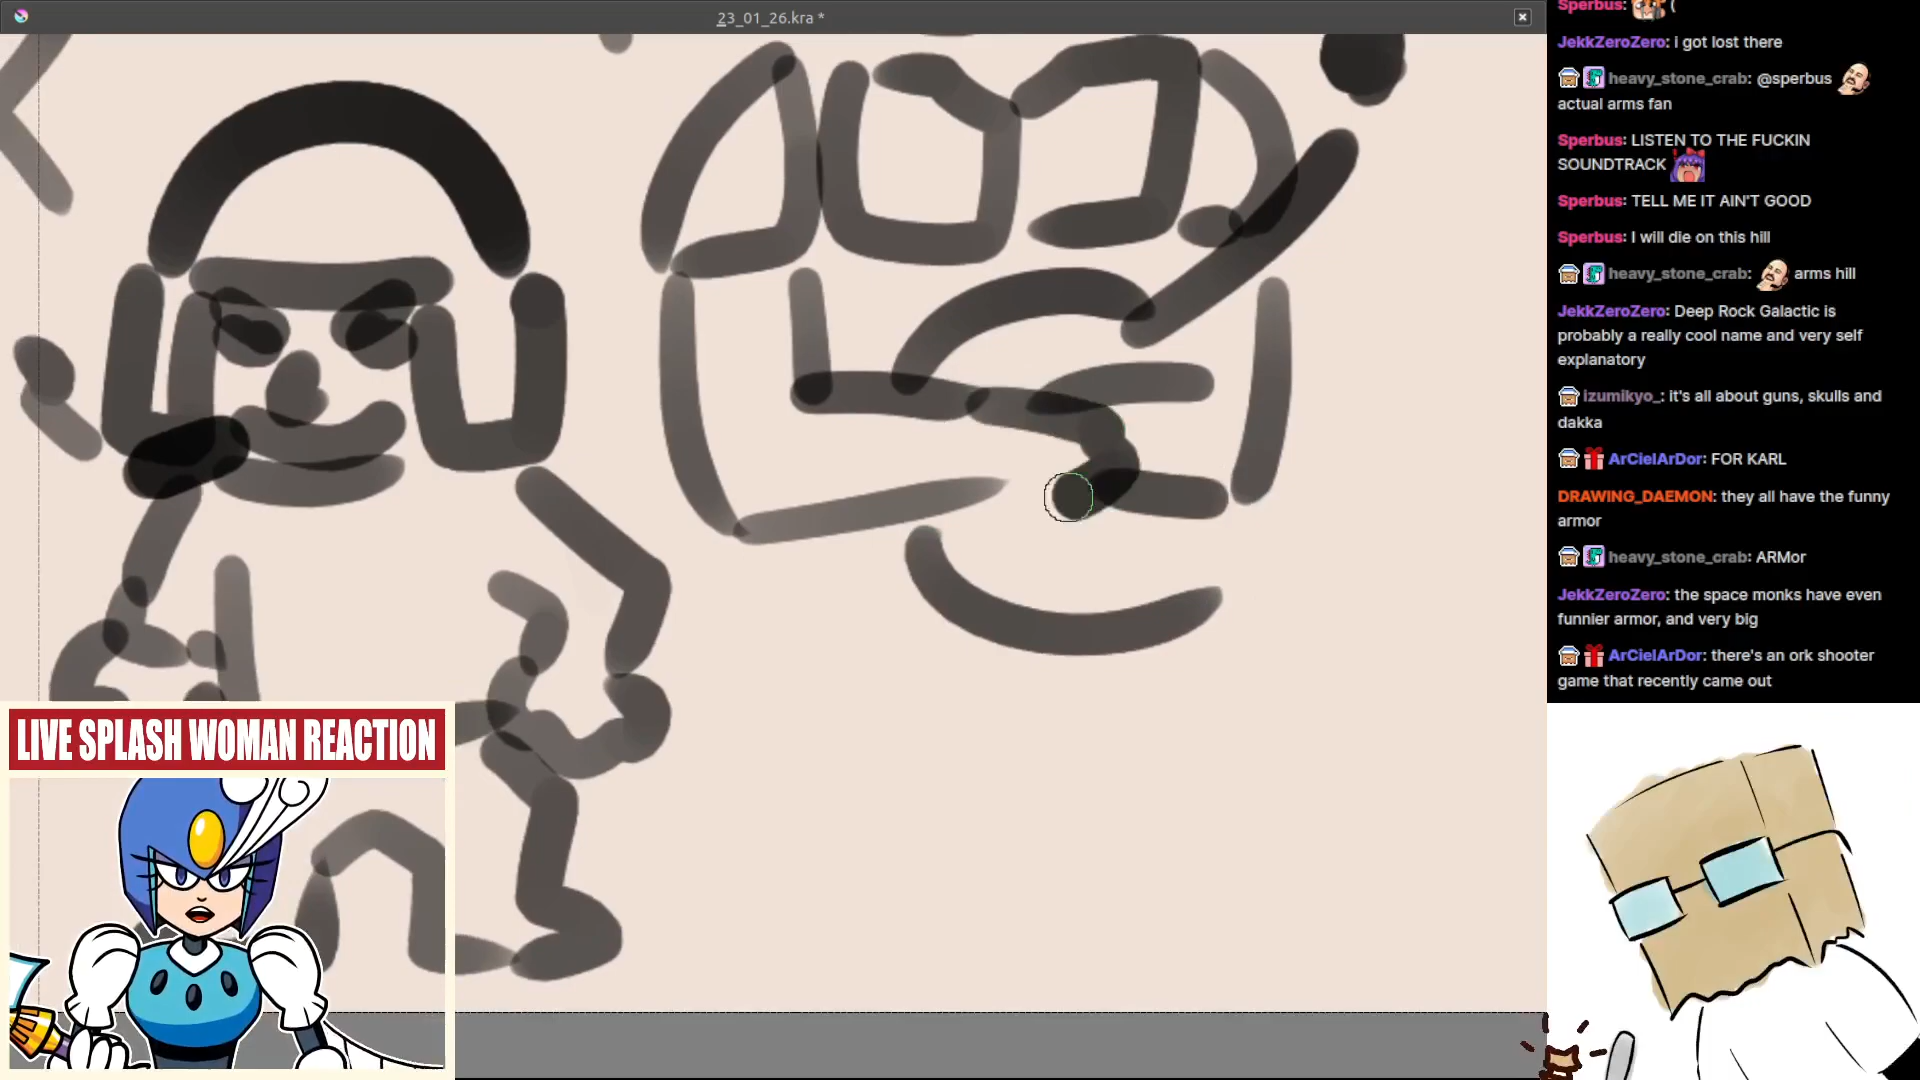 23_01_26.kra *
Sperbus: (
JekkZeroZero: i got lost there
heavy_stone_crab: @sperbus
actual arms fan
Sperbus: LISTEN TO THE FUCKIN
SOUNDTRACK
Sperbus: TELL ME IT AIN'T GOOD
Sperbus: I will die on this hill
heavy_stone_crab: arms hill
JekkZeroZero: Deep Rock Galactic is
probably a really cool name and very self
explanatory
izumikyo_: it's all about guns, skulls and
dakka
ArCielArDor: FOR KARL
DRAWING_DAEMON: they all have the funny
armor
heavy_stone_crab: ARMor
JekkZeroZero: the space monks have even
funnier armor, and very big
ArCielArDor: there's an ork shooter
game that recently came out
LIVE SPLASH WOMAN REACTION